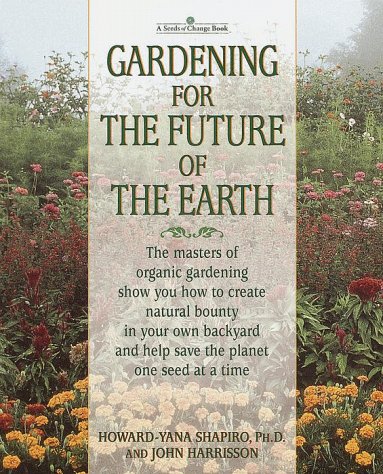 A Seeds of Change Book
GARDENING
FOR
THE FUTURE
OF
THE EARTH
The masters of
organic gardening
show you how to create
natural bounty
in your own backyard
and help save the planet
one seed at a time
HOWARD-YANA SHAPIRO, PH.D.
AND JOHN HARRISSON